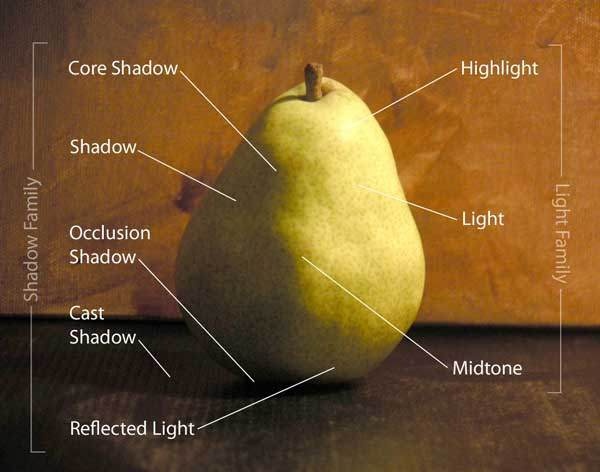 Core Shadow
Highlight
Shadow
Shadow Family
Light Family
Light
Occlusion
Shadow
Cast
Shadow
Midtone
Reflected Light